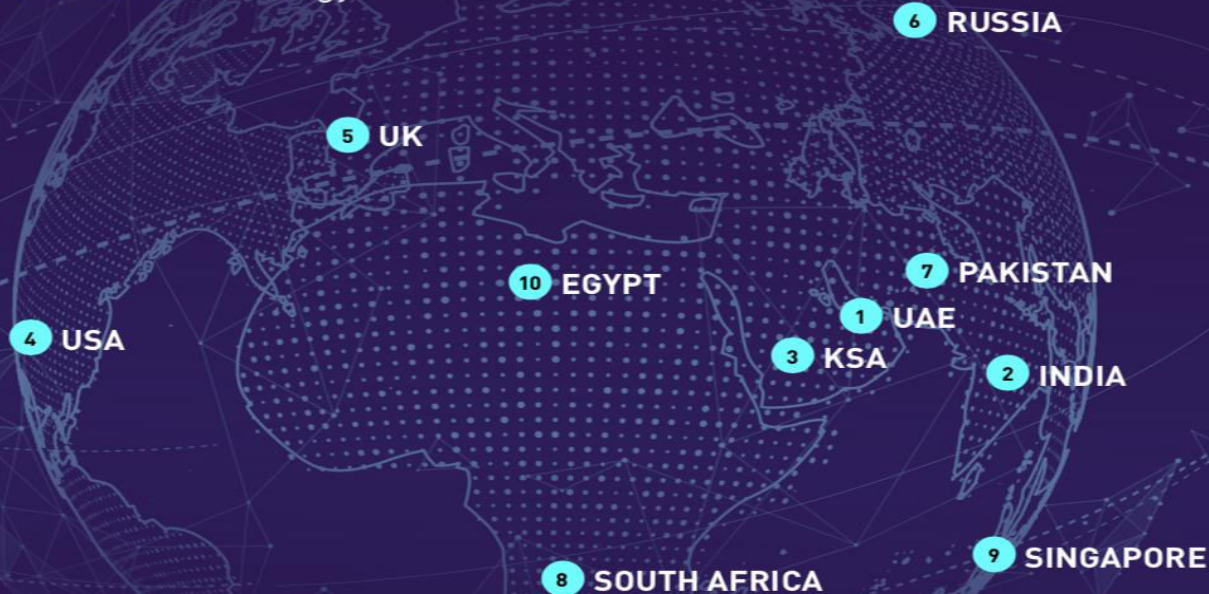 6 RUSSIA
5 UK
7 PAKISTAN
10 EGYPT
1 UAE
4 USA
3 KSA
2 INDIA
9 SINGAPORE
8 SOUTH AFRICA